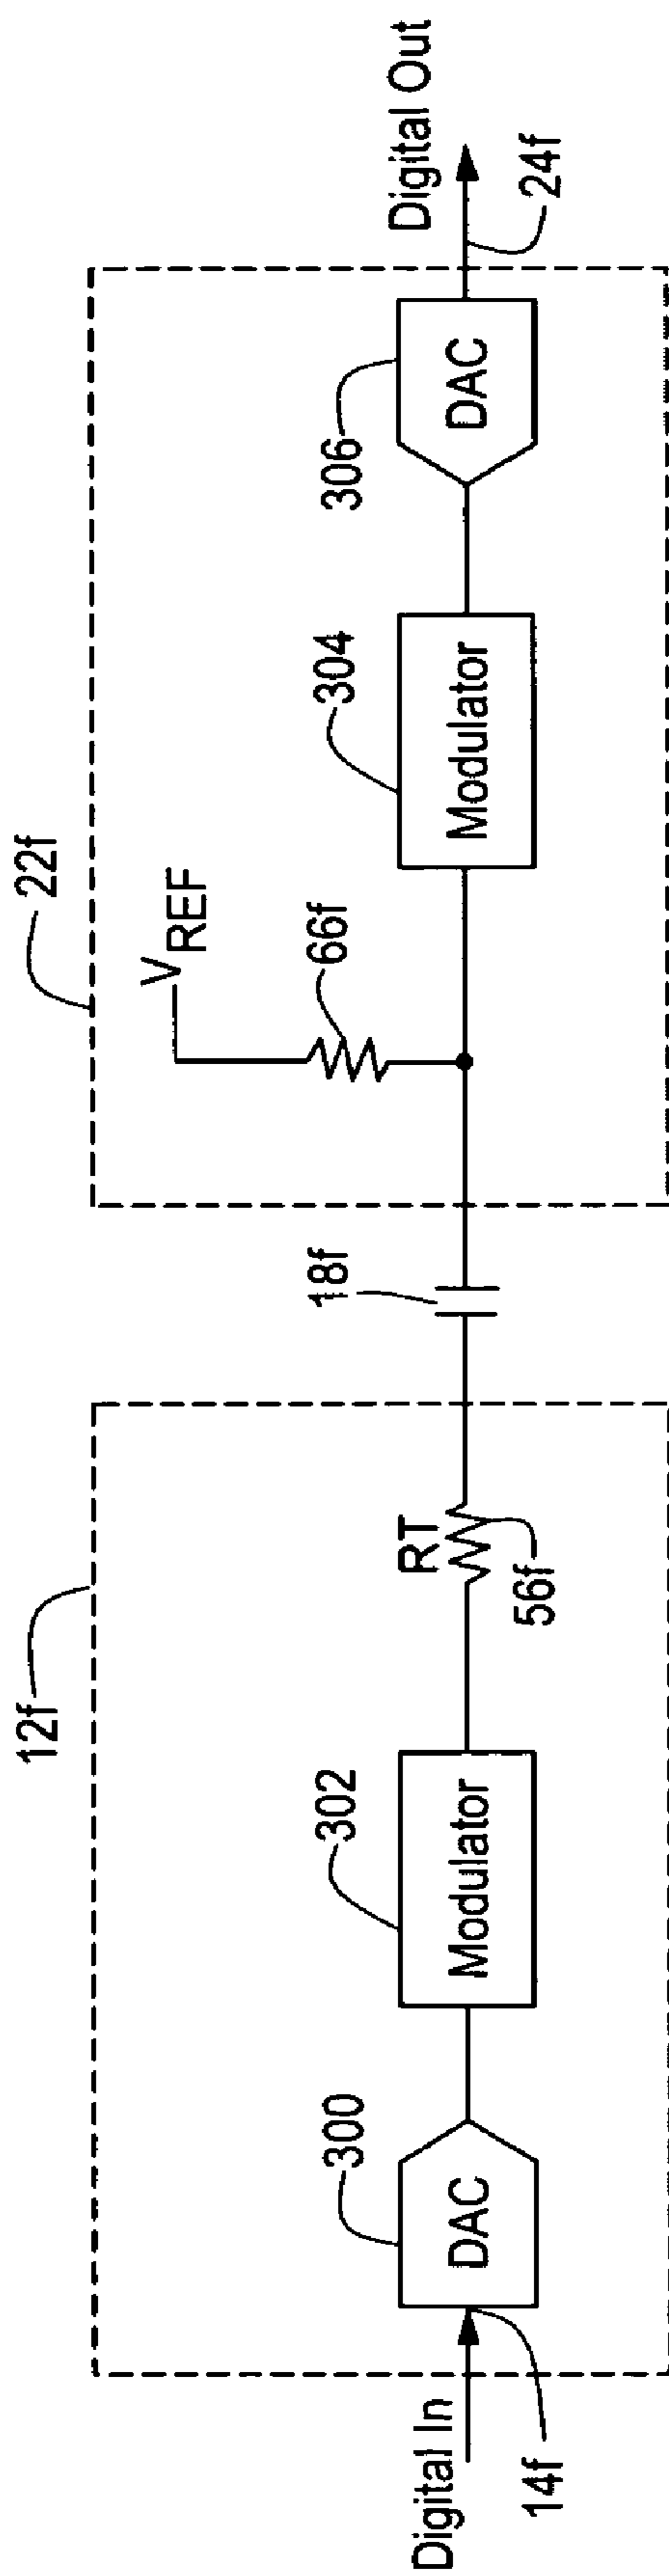 12f
22f
Digital In
14f
DAC
300
Modulator
302
RT
56f
18f
VREF
66f
Modulator
304
DAC
306
Digital Out
24f